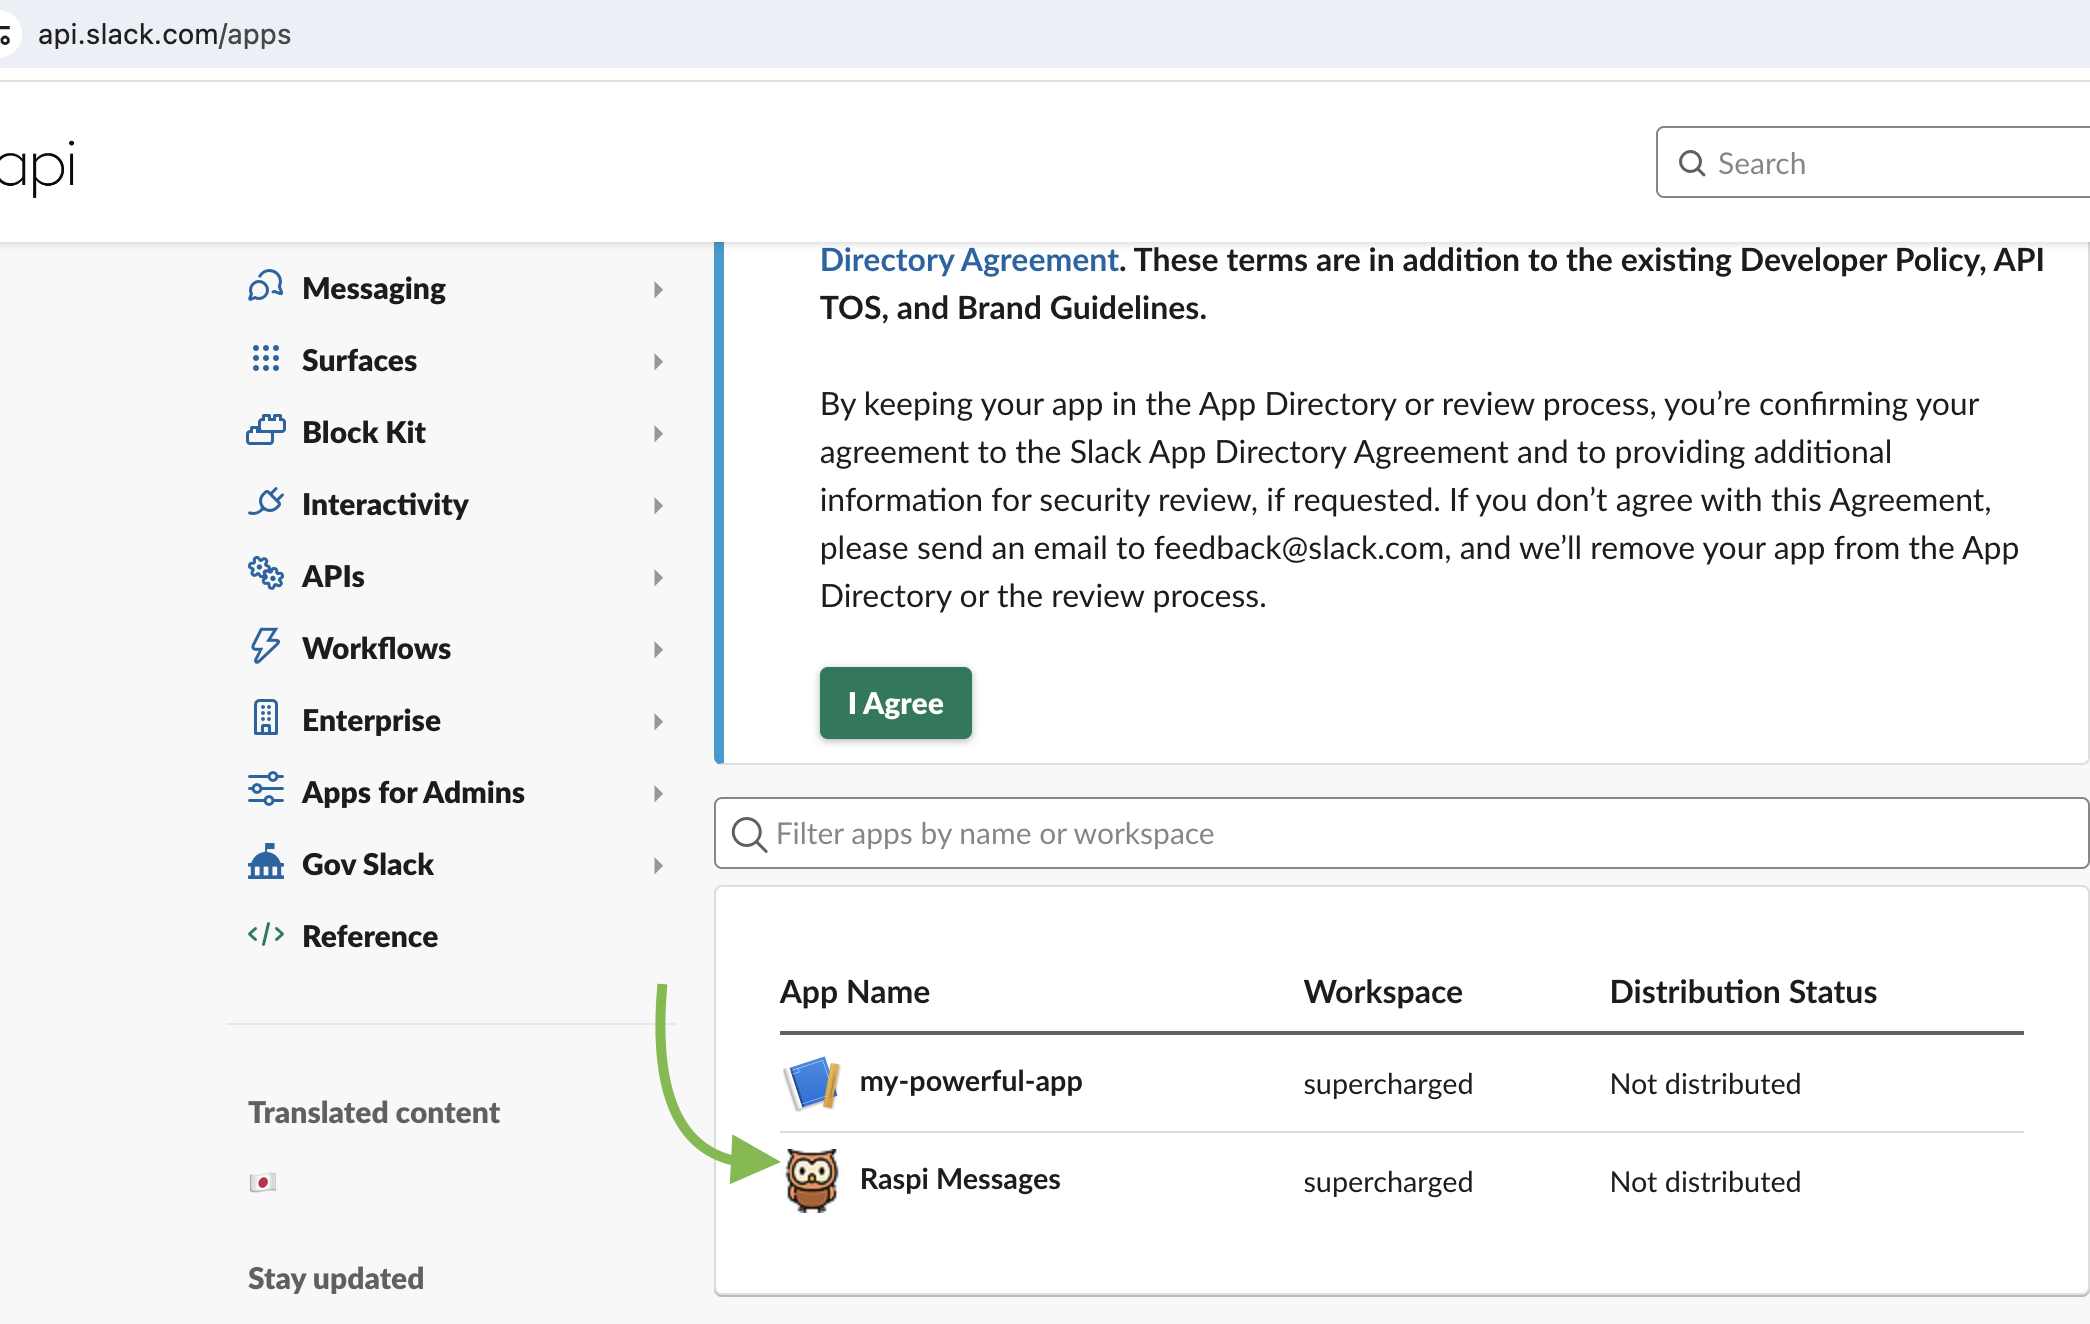 api.slack.com/apps
api
Search
Messaging
Surfaces
Block Kit
Interactivity
APIs
Workflows
Enterprise
Apps for Admins
Gov Slack
</> Reference
Translated content
Stay updated
Directory Agreement. These terms are in addition to the existing Developer Policy, API
TOS, and Brand Guidelines.
By keeping your app in the App Directory or review process, you’re confirming your
agreement to the Slack App Directory Agreement and to providing additional
information for security review, if requested. If you don’t agree with this Agreement,
please send an email to feedback@slack.com, and we’ll remove your app from the App
Directory or the review process.
I Agree
Filter apps by name or workspace
App Name Workspace Distribution Status
my-powerful-app supercharged Not distributed
Raspi Messages supercharged Not distributed